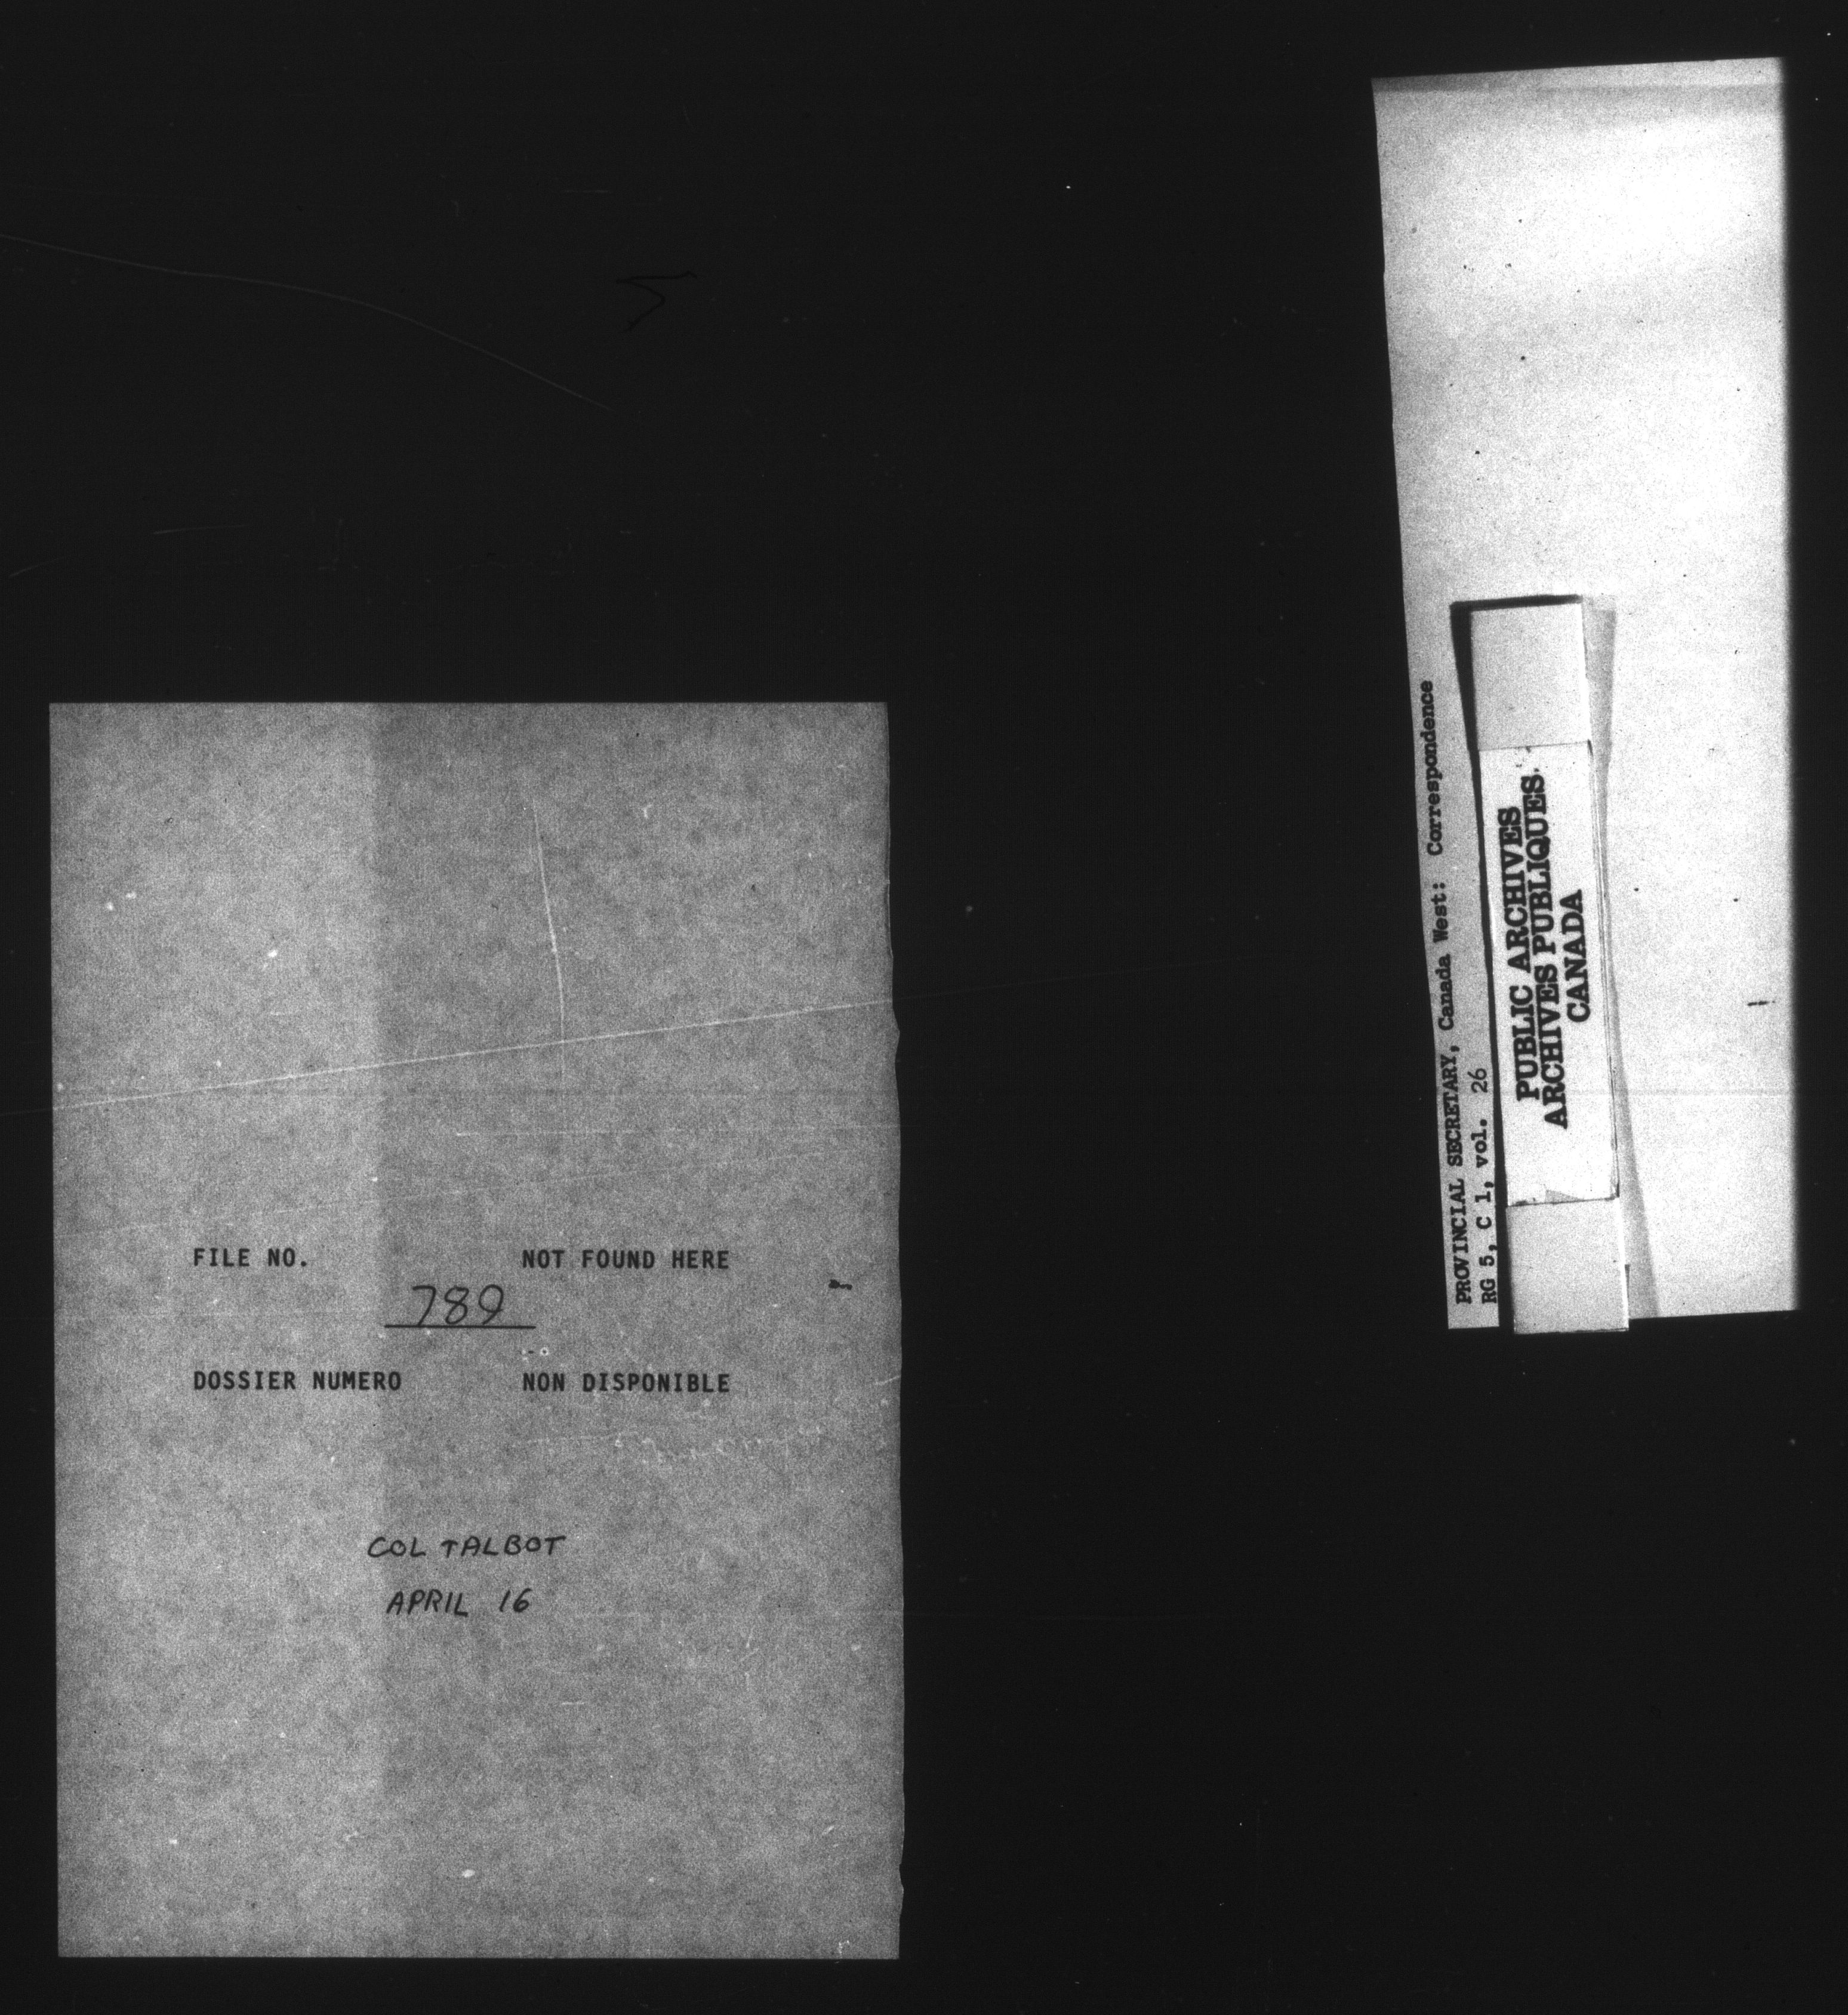 FILE NO. NOT FOUND HERE
789
DOSSIER NUMERO NON DISPONIBLE
COL TALBOT
APRIL 16
PROVINCIAL SECRETARY, Canada West: Correspondence
RG 5, C 1, vol. 26
PUBLIC ARCHIVES
ARCHIVES PUBLIQUES
CANADA